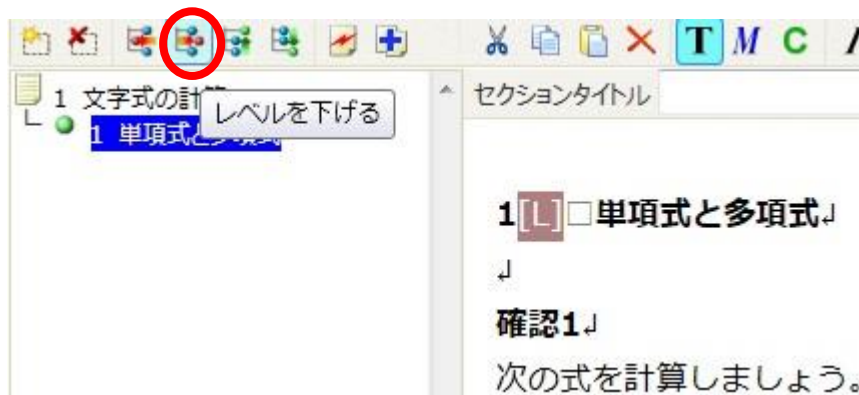 T M C
1 文字式の計
レベルを下げる
1 単項式と多項式
セクションタイトル
1[L]□単項式と多項式↲
↲
確認1↲
次の式を計算しましょう。